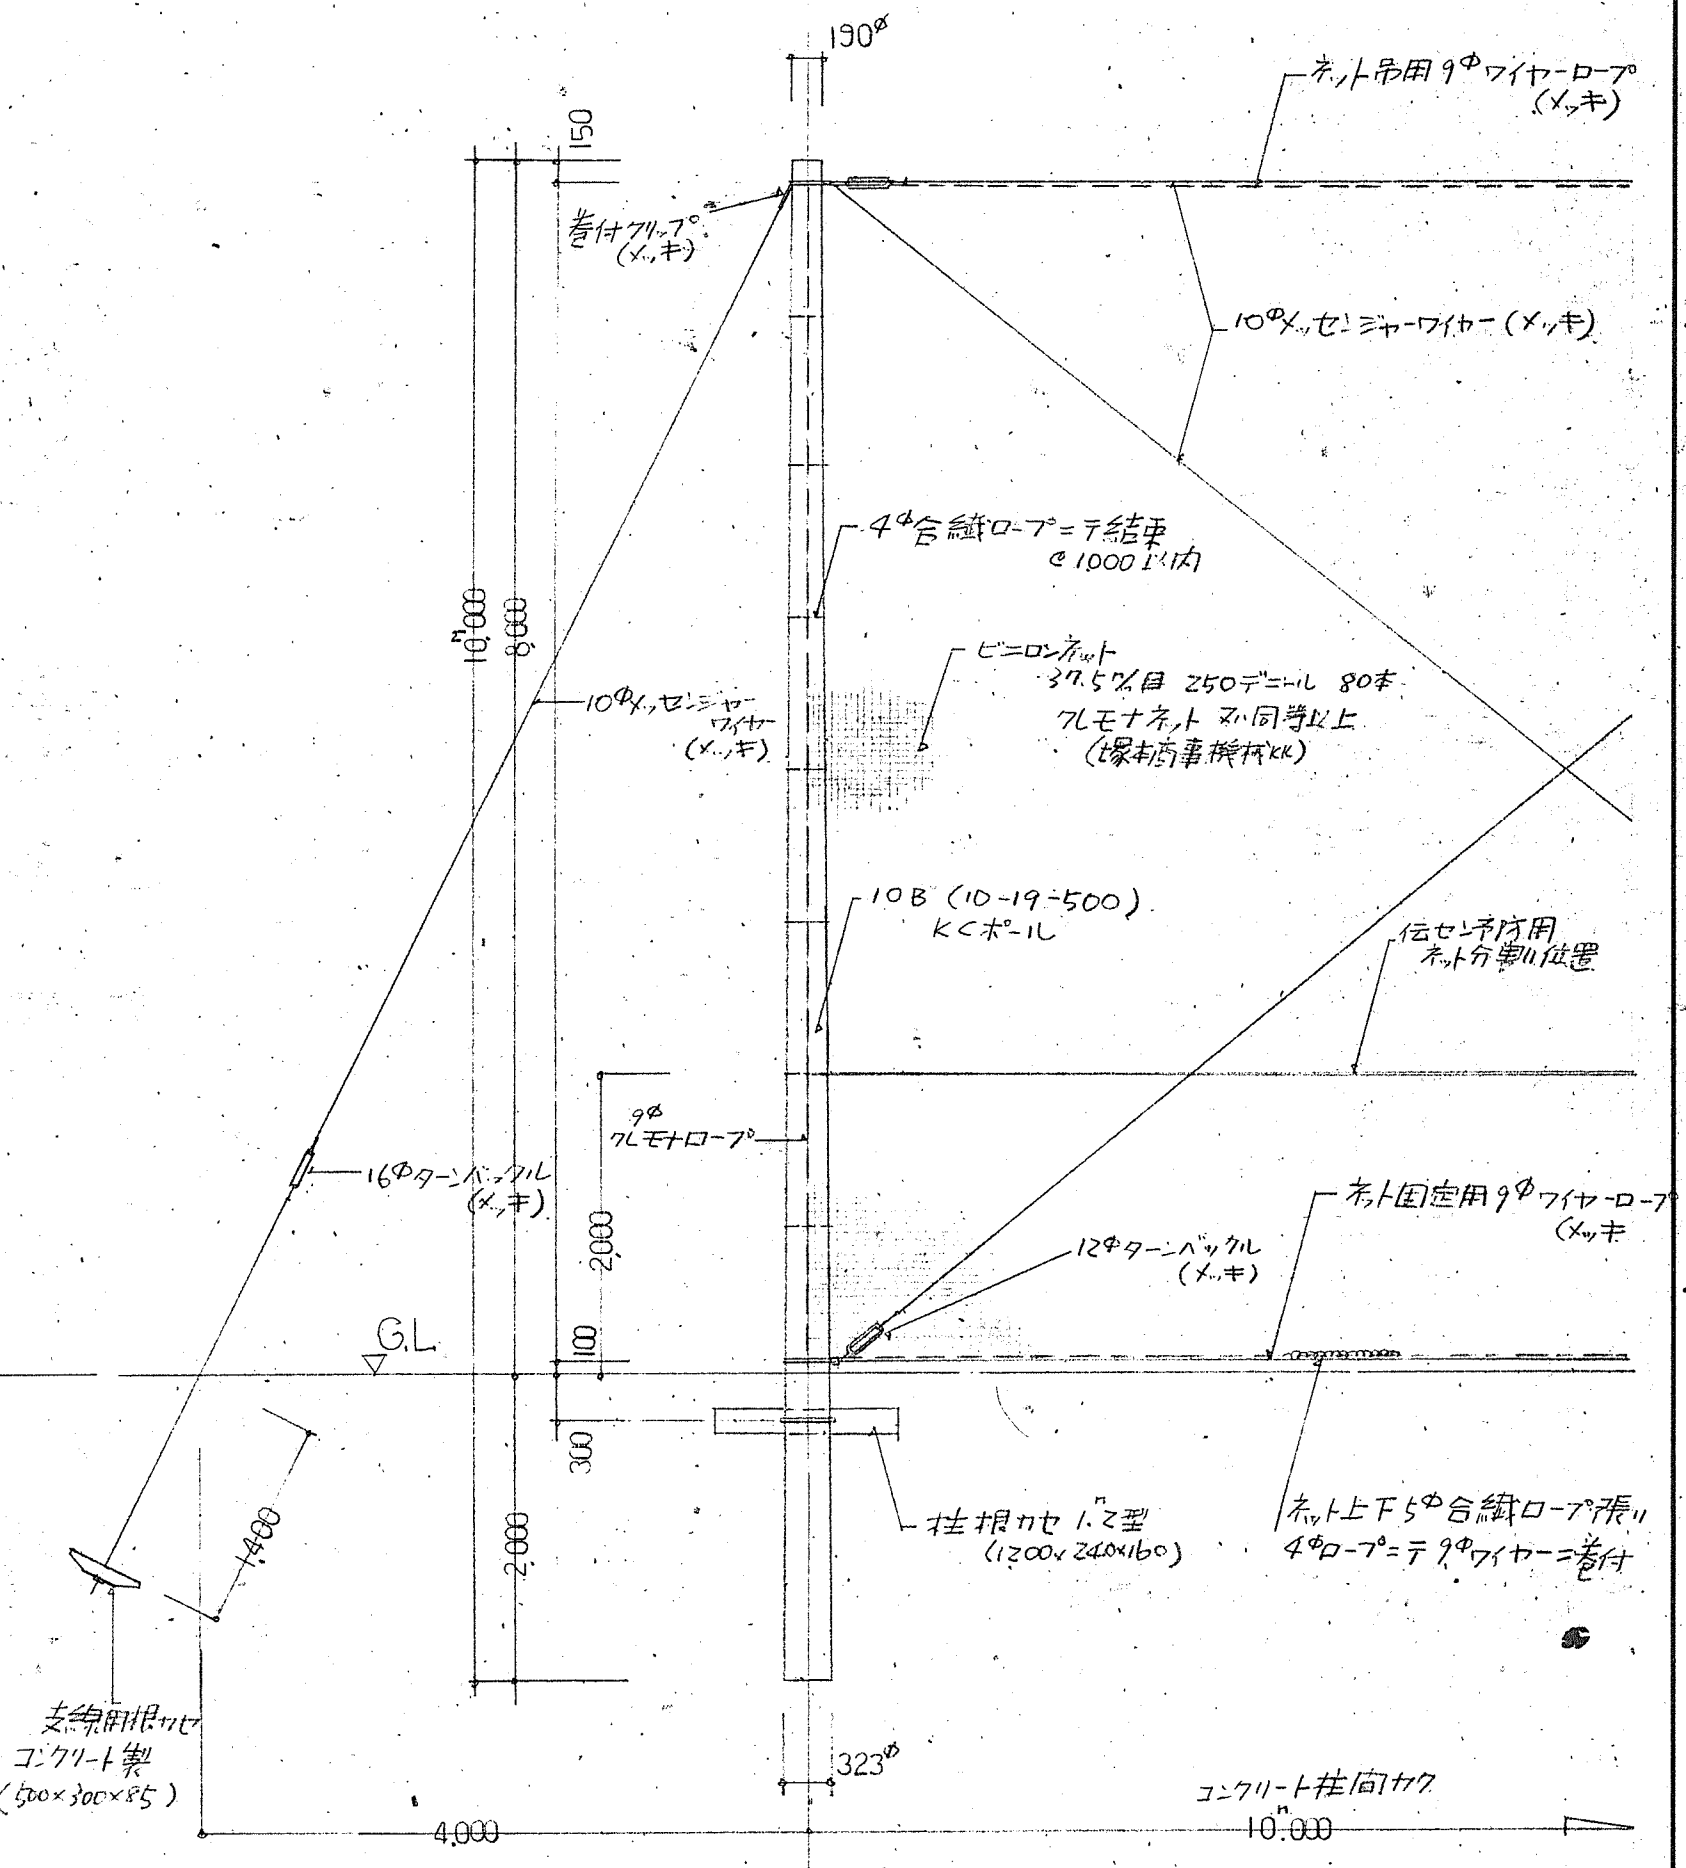 190φ
ネット吊用 9φワイヤーロープ
(メッキ)
150
巻付クリップ
(メッキ)
10φメッセンジャーワイヤー(メッキ)
4φ合繊ロープニテ結束
@1000以内
10,000
8,000
ビニロンネット
37.5㎜目 250デニール 80本
クレモナネット 又ハ同等以上
(塚本商事機械KK)
10φメッセンジャー
ワイヤー
(メッキ)
10B (10-19-500)
KCポール
伝セン予防用
ネット分割リ位置
9φ
クレモナロープ
16φターンバックル
(メッキ)
2,000
ネット固定用9φワイヤーロープ
(メッキ
12φターンバックル
(メッキ)
G.L
100
300
1,400
2,000
柱根カセ 1.2型
(1200×240×160)
ネット上下5φ合繊ロープ張リ
4φロープニテ9φワイヤーニ巻付
支線用根カセ
コンクリート製
(500×300×85)
323φ
コンクリート柱間カク
4,000
10.000